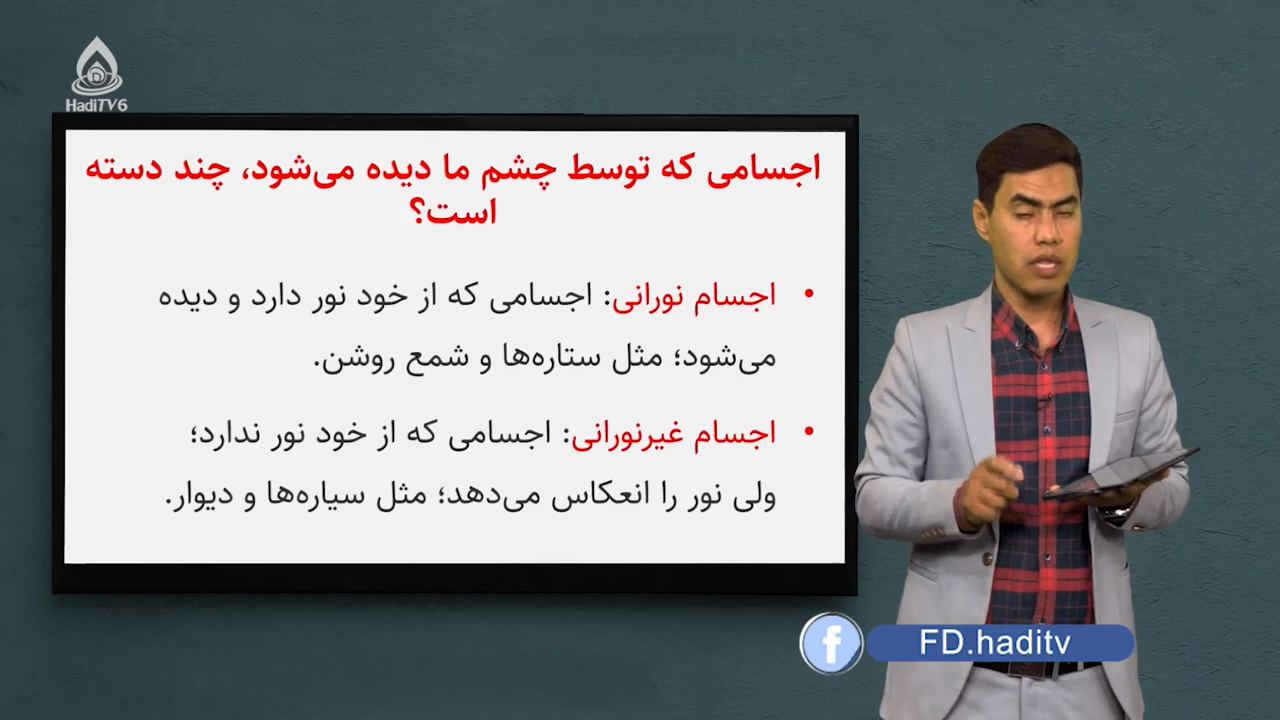 HadiTV6
اجسامی که توسط چشم ما دیده می‌شود، چند دسته
است؟
• اجسام نورانی: اجسامی که از خود نور دارد و دیده
می‌شود؛ مثل ستاره‌ها و شمع روشن.
• اجسام غیرنورانی: اجسامی که از خود نور ندارد؛
ولی نور را انعکاس می‌دهد؛ مثل سیاره‌ها و دیوار.
f FD.haditv